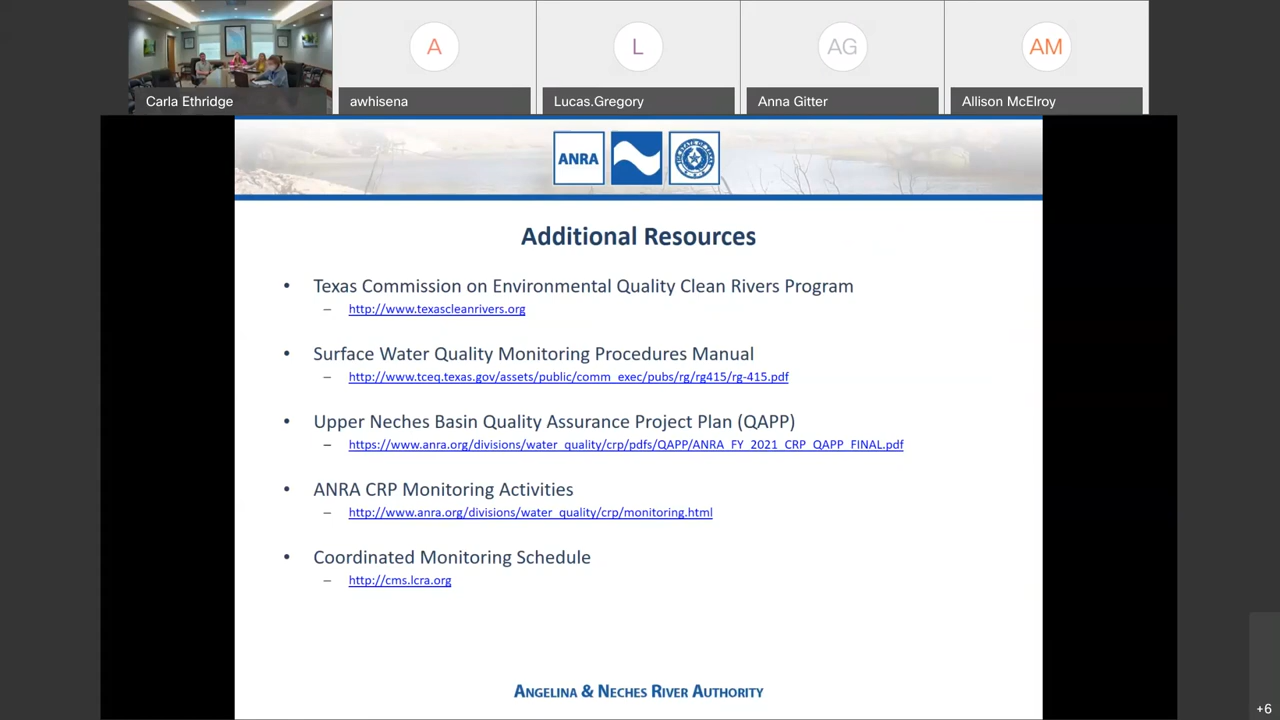 A
L
AG
AM
Carla Ethridge
awhisena
Lucas.Gregory
Anna Gitter
Allison McElroy
ANRA
THE STATE OF TEXAS
Additional Resources
• Texas Commission on Environmental Quality Clean Rivers Program
– http://www.texascleanrivers.org
• Surface Water Quality Monitoring Procedures Manual
– http://www.tceq.texas.gov/assets/public/comm_exec/pubs/rg/rg415/rg-415.pdf
• Upper Neches Basin Quality Assurance Project Plan (QAPP)
– https://www.anra.org/divisions/water_quality/crp/pdfs/QAPP/ANRA_FY_2021_CRP_QAPP_FINAL.pdf
• ANRA CRP Monitoring Activities
– http://www.anra.org/divisions/water_quality/crp/monitoring.html
• Coordinated Monitoring Schedule
– http://cms.lcra.org
ANGELINA & NECHES RIVER AUTHORITY
+6